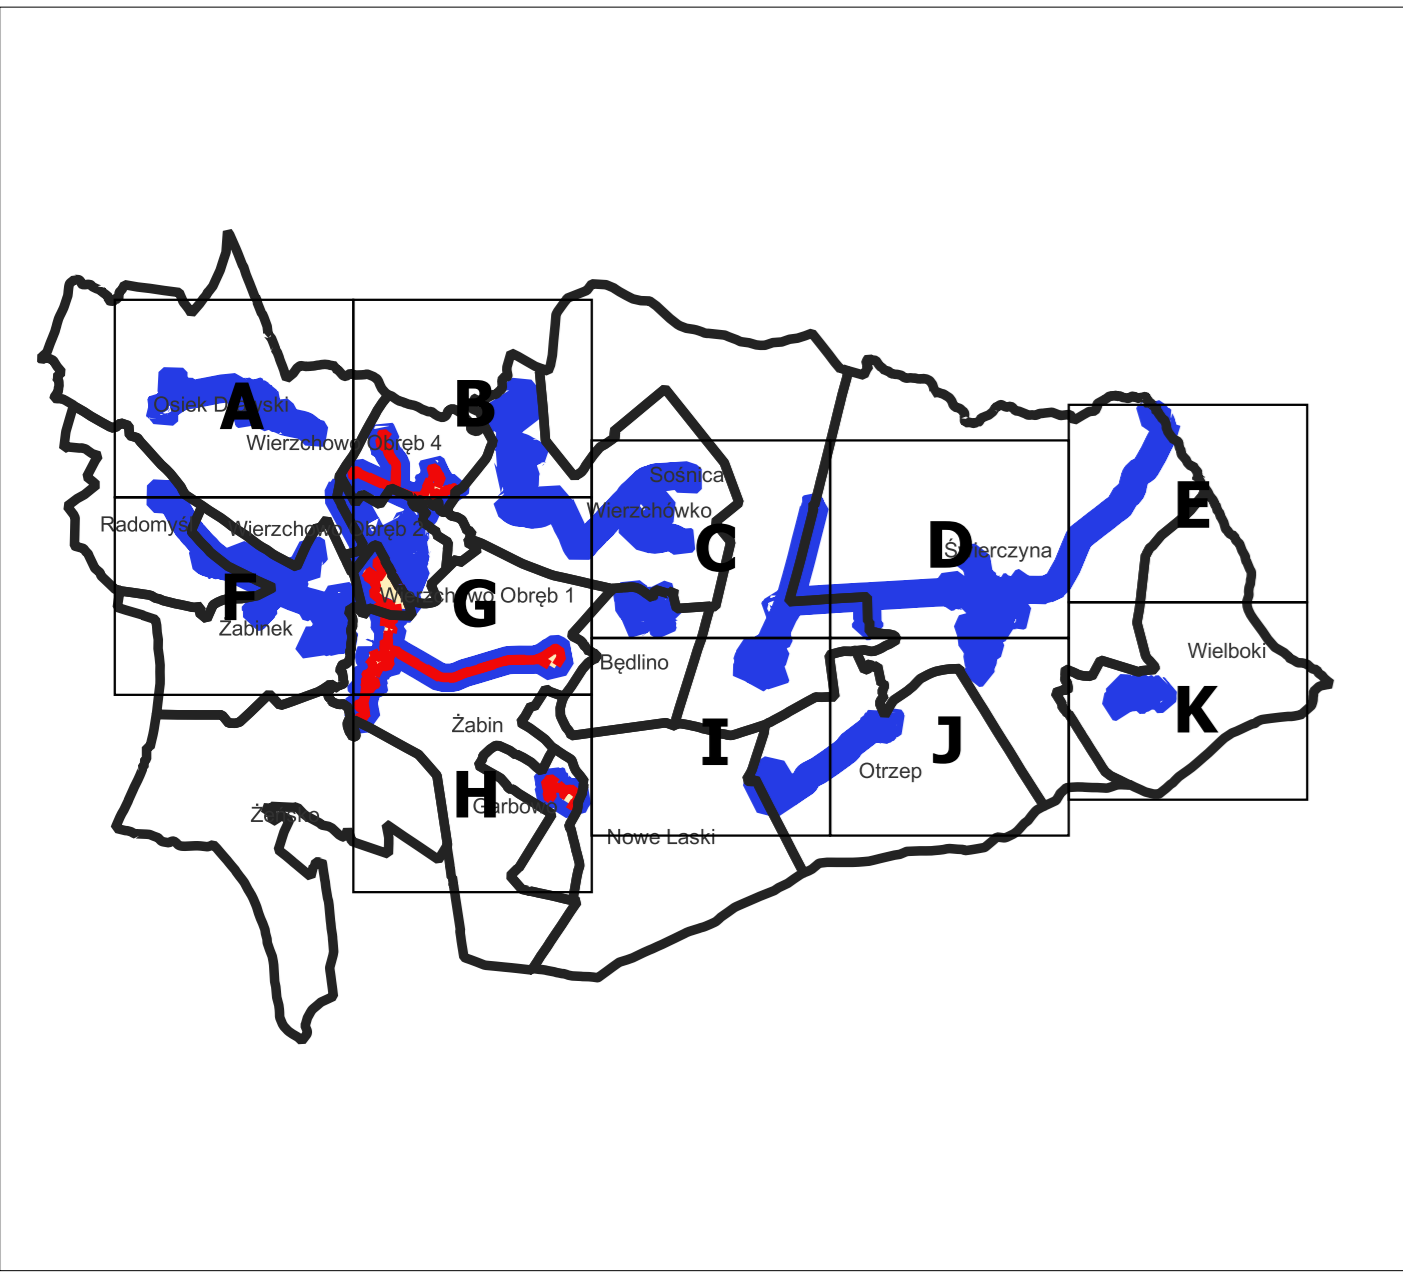 A
B
Osiek Drawski
Wierzchowo Obręb 4
Sośnica
Wierzchówko
E
Radomyśl
Wierzchowo Obręb 2
C
D
Świerczyna
F
G
Wierzchowo Obręb 1
Żabinek
Będlino
Wielboki
K
Żabin
I
J
Otrzep
H
Garbowo
Żeńsko
Nowe Laski